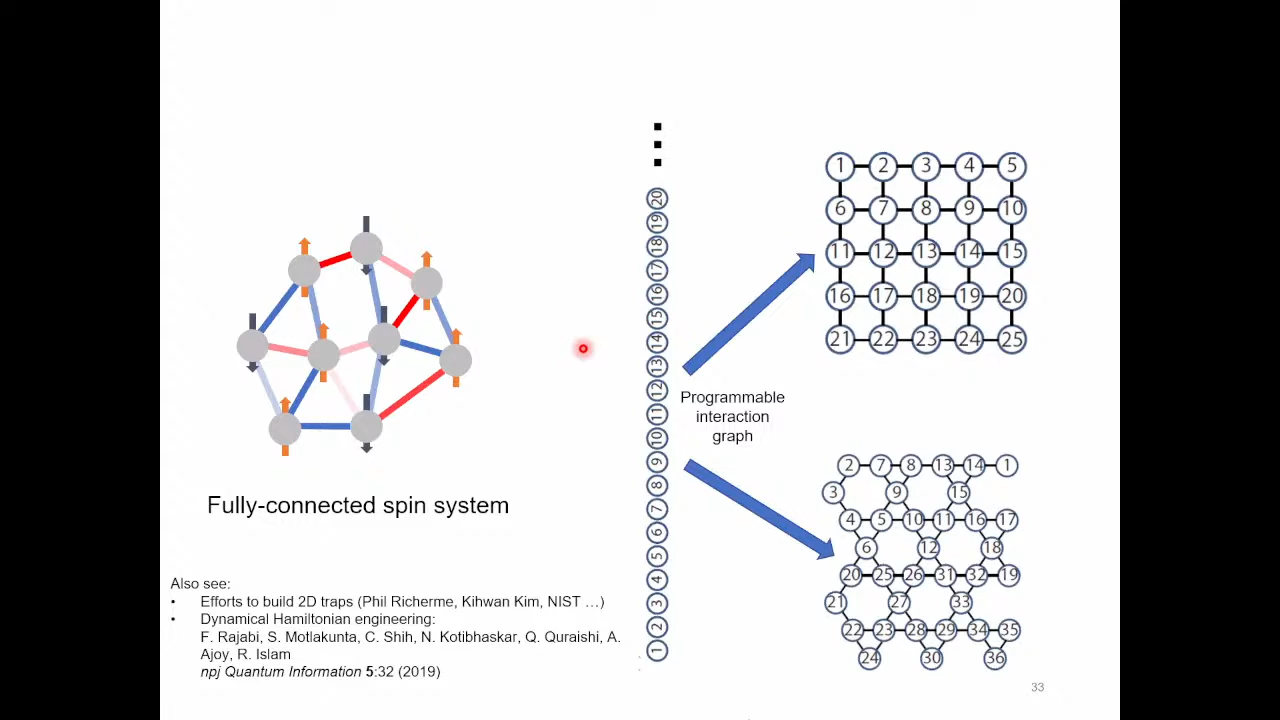 Fully-connected spin system
Also see:
• Efforts to build 2D traps (Phil Richerme, Kihwan Kim, NIST …)
• Dynamical Hamiltonian engineering:
F. Rajabi, S. Motlakunta, C. Shih, N. Kotibhaskar, Q. Quraishi, A.
Ajoy, R. Islam
npj Quantum Information 5:32 (2019)
20
19
18
17
16
15
14
13
12
11
10
9
8
7
6
5
4
3
2
1
Programmable
interaction
graph
1 2 3 4 5
6 7 8 9 10
11 12 13 14 15
16 17 18 19 20
21 22 23 24 25
2 7 8 13 14 1
3 9 15
4 5 10 11 16 17
6 12 18
20 25 26 31 32 19
21 27 33
22 23 28 29 34 35
24 30 36
33